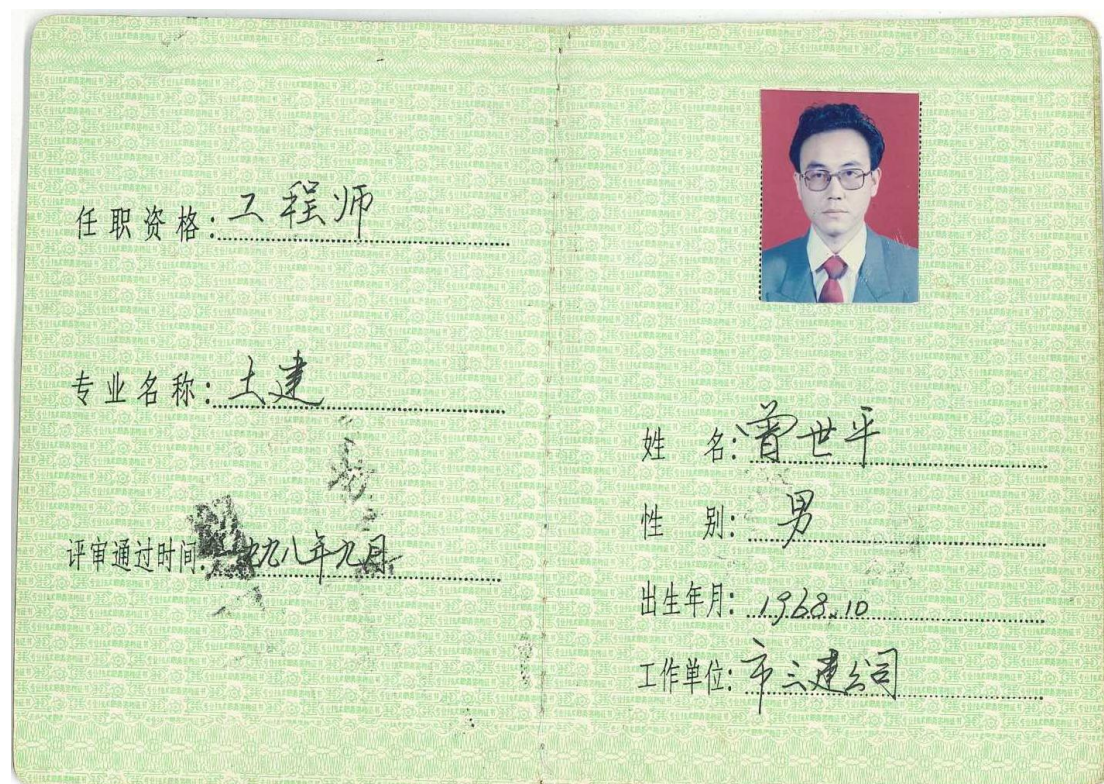 任职资格：工程师
专业名称：土建
评审通过时间：一九九八年九月
姓 名：曾世平
性 别：男
出生年月：1968.10
工作单位：市三建公司